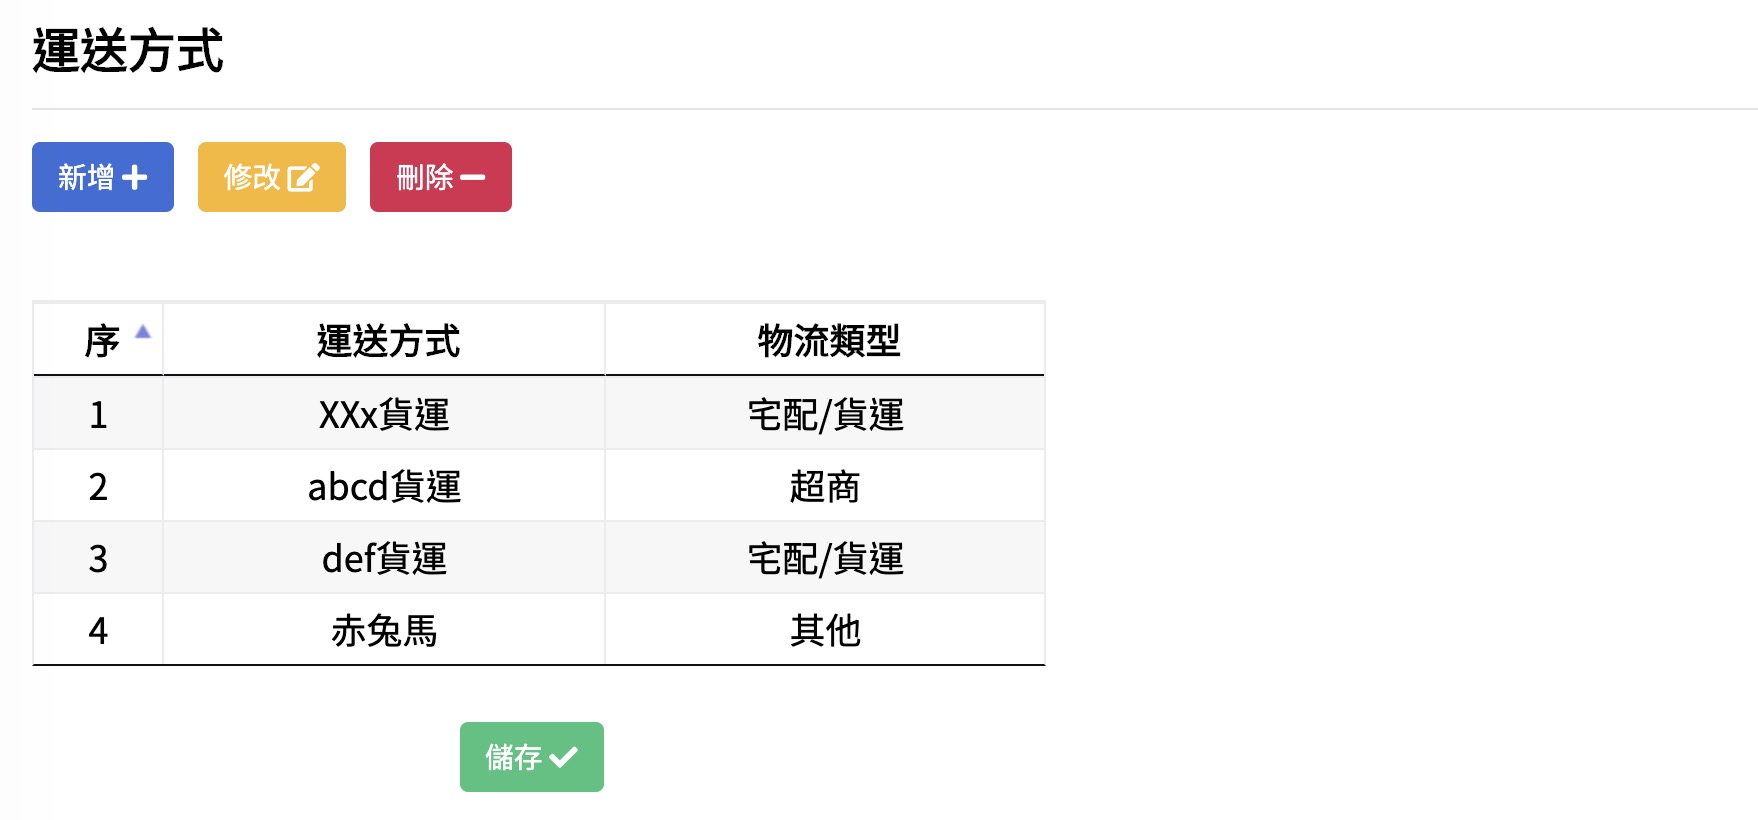 運送方式
新增 修改 刪除
序 運送方式 物流類型
1 XXx貨運 宅配/貨運
2 abcd貨運 超商
3 def貨運 宅配/貨運
4 赤兔馬 其他
儲存